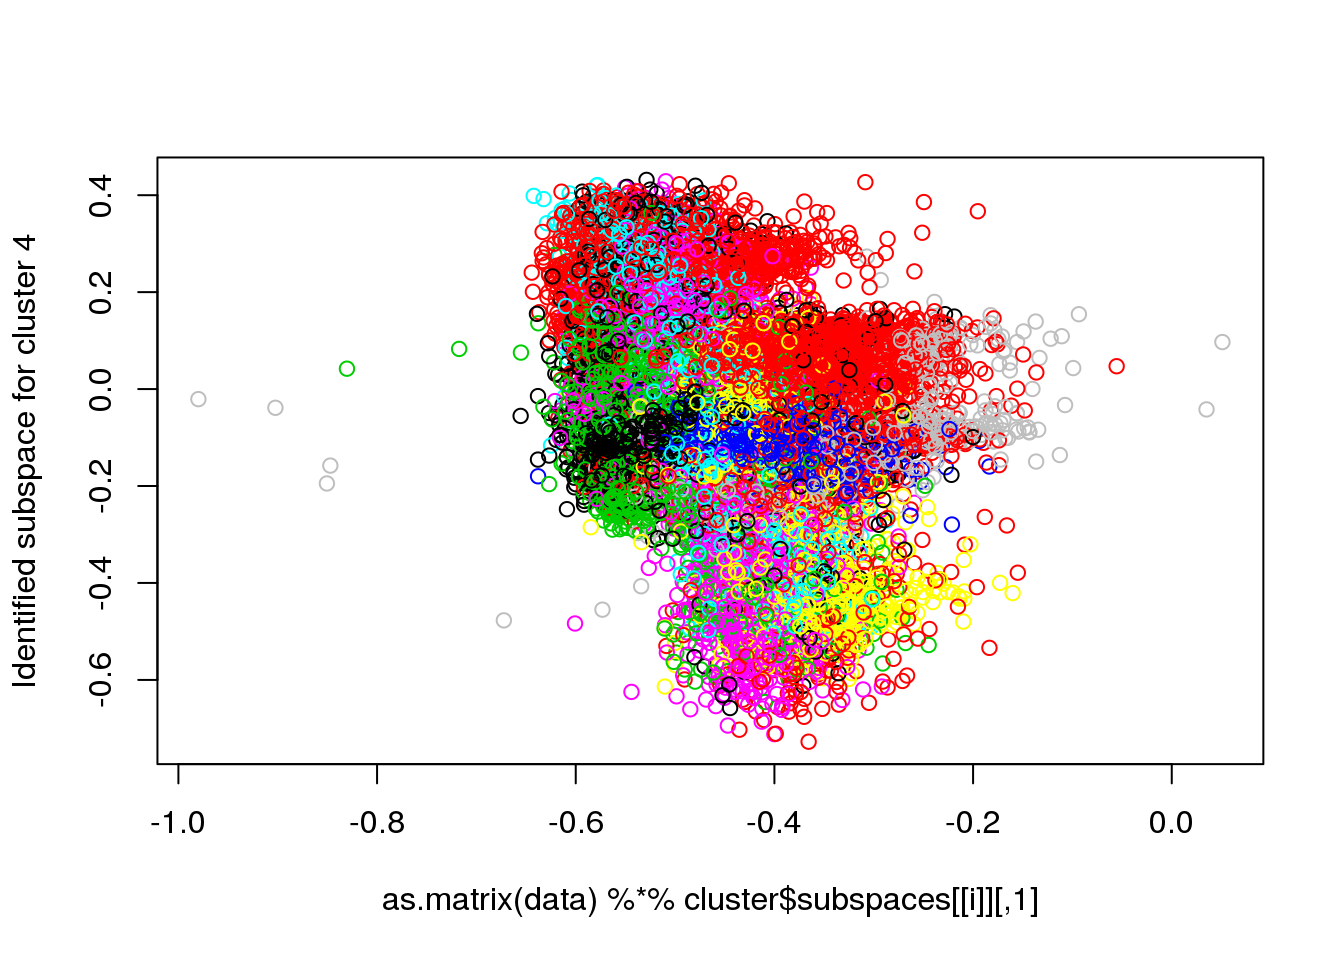 Identified subspace for cluster 4
0.4
0.2
0.0
-0.2
-0.4
-0.6
-1.0 -0.8 -0.6 -0.4 -0.2 0.0
as.matrix(data) %*% cluster$subspaces[[i]][,1]